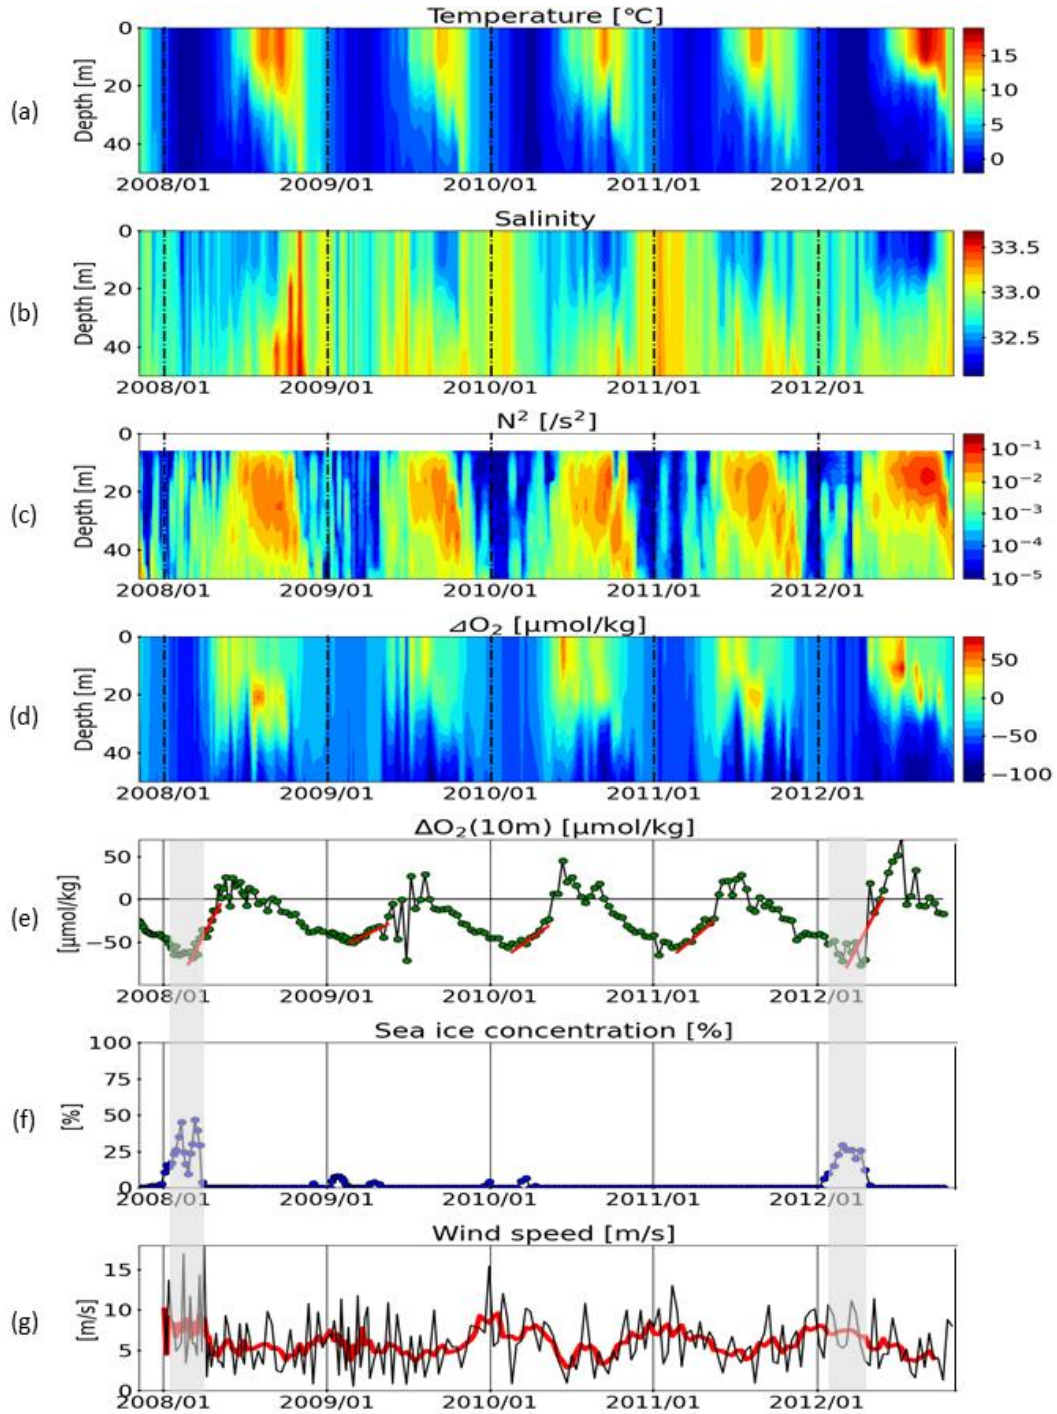 Temperature [°C]
(a)
Depth [m]
0
20
40
15
10
5
0
2008/01 2009/01 2010/01 2011/01 2012/01
Salinity
(b)
Depth [m]
0
20
40
33.5
33.0
32.5
2008/01 2009/01 2010/01 2011/01 2012/01
N² [/s²]
(c)
Depth [m]
0
20
40
10⁻¹
10⁻²
10⁻³
10⁻⁴
10⁻⁵
2008/01 2009/01 2010/01 2011/01 2012/01
⊿O₂ [µmol/kg]
(d)
Depth [m]
0
20
40
50
0
−50
−100
2008/01 2009/01 2010/01 2011/01 2012/01
ΔO₂(10m) [µmol/kg]
(e)
[µmol/kg]
50
0
−50
2008/01 2009/01 2010/01 2011/01 2012/01
Sea ice concentration [%]
(f)
[%]
100
75
50
25
0
2008/01 2009/01 2010/01 2011/01 2012/01
Wind speed [m/s]
(g)
[m/s]
15
10
5
0
2008/01 2009/01 2010/01 2011/01 2012/01